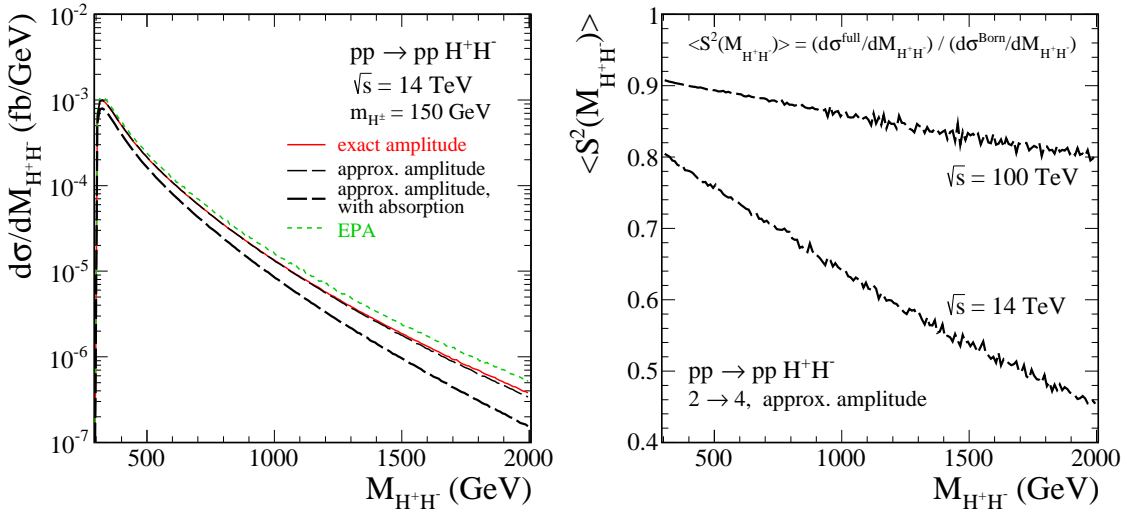 dσ/dM_{H⁺H⁻} (fb/GeV)
10⁻²
10⁻³
10⁻⁴
10⁻⁵
10⁻⁶
10⁻⁷
pp → pp H⁺H⁻
√s = 14 TeV
m_{H±} = 150 GeV
exact amplitude
approx. amplitude
approx. amplitude,
with absorption
EPA
500 1000 1500 2000
M_{H⁺H⁻} (GeV)
<S²(M_{H⁺H⁻})>
1
0.9
0.8
0.7
0.6
0.5
0.4
<S²(M_{H⁺H⁻})> = (dσ^{full}/dM_{H⁺H⁻}) / (dσ^{Born}/dM_{H⁺H⁻})
√s = 100 TeV
√s = 14 TeV
pp → pp H⁺H⁻
2 → 4, approx. amplitude
500 1000 1500 2000
M_{H⁺H⁻} (GeV)